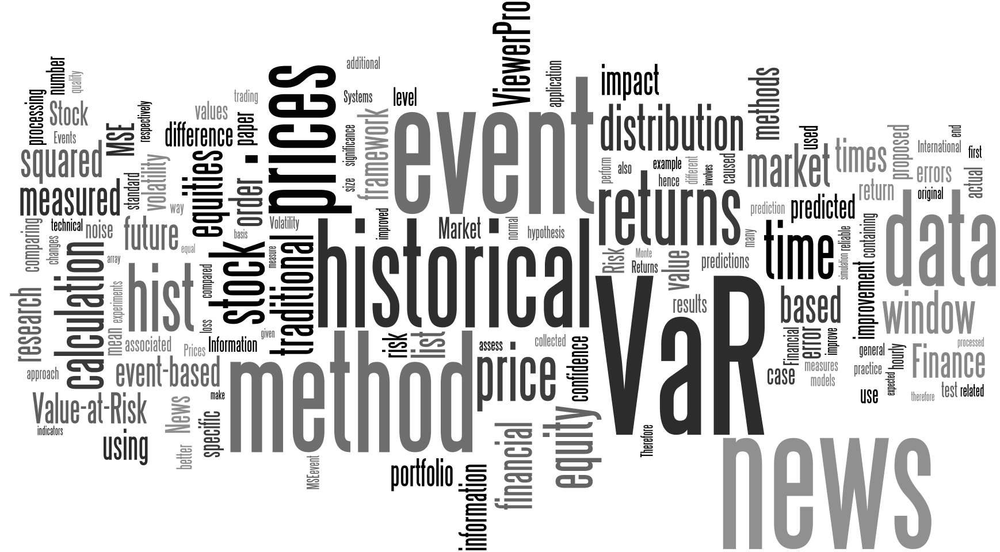 ViewerPro
number
quality
additional
application
impact
methods
processing
Stock
trading
Systems
level
prices
event
distribution
respectively
values
paper
MSE
Events
difference
significance
framework
used
proposed
end
International
first
squared
volatility
equities
order
.
size
perform
also
example
hence
different
involves
caused
market
times
errors
actual
return
original
measured
standard
way
returns
prediction
predicted
data
comparing
technical
noise
changes
future
equal
basis
Volatility
improved
Market
normal
hypothesis
many
time
reliable
simulation
containing
improvement
calculation
array
hist
compared
stock
measure
traditional
historical
Risk
Monte
Returns
value
predictions
VaR
results
based
window
research
experiments
loss
mean
associated
Prices
Information
given
risk
list
assess
collected
confidence
Financial
error
improve
general
hourly
processed
Finance
approach
event-based
method
price
case
measures
models
practice
expected
use
therefore
test
related
Value-at-Risk
make
indicators
News
specific
using
better
MSEevent
portfolio
information
financial
equity
Therefore
news